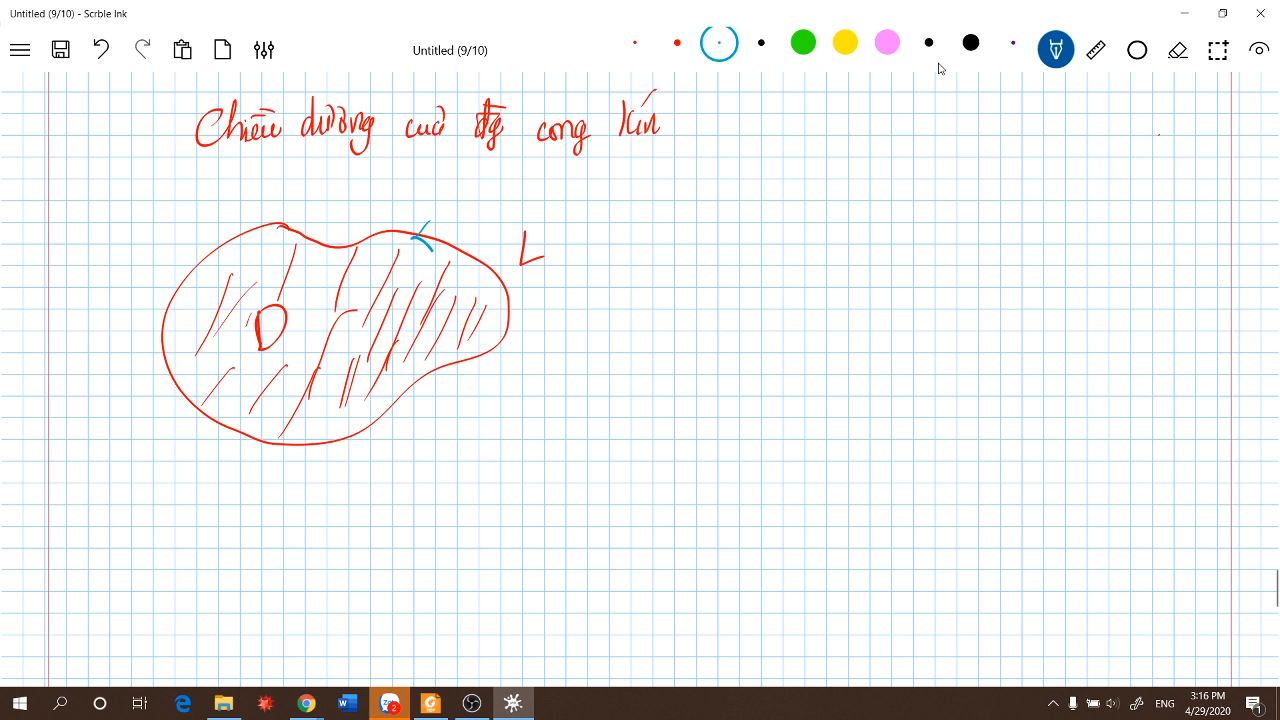 Untitled (9/10) - Scrble Ink
Untitled (9/10)
Chiều dương của đg cong kín
L
D
3:16 PM
ENG
4/29/2020